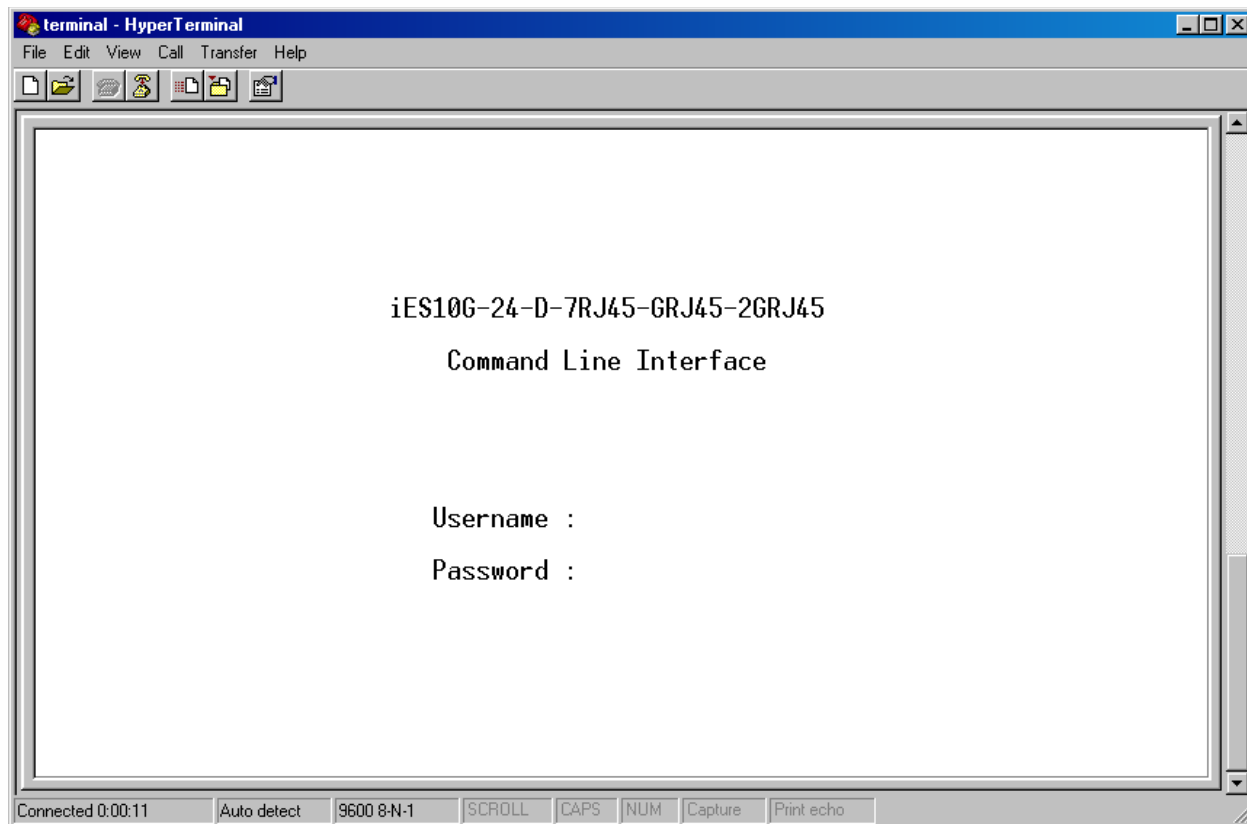 terminal - HyperTerminal
File Edit View Call Transfer Help
iES10G-24-D-7RJ45-GRJ45-2GRJ45
Command Line Interface
Username :
Password :
Connected 0:00:11 Auto detect 9600 8-N-1 SCROLL CAPS NUM Capture Print echo